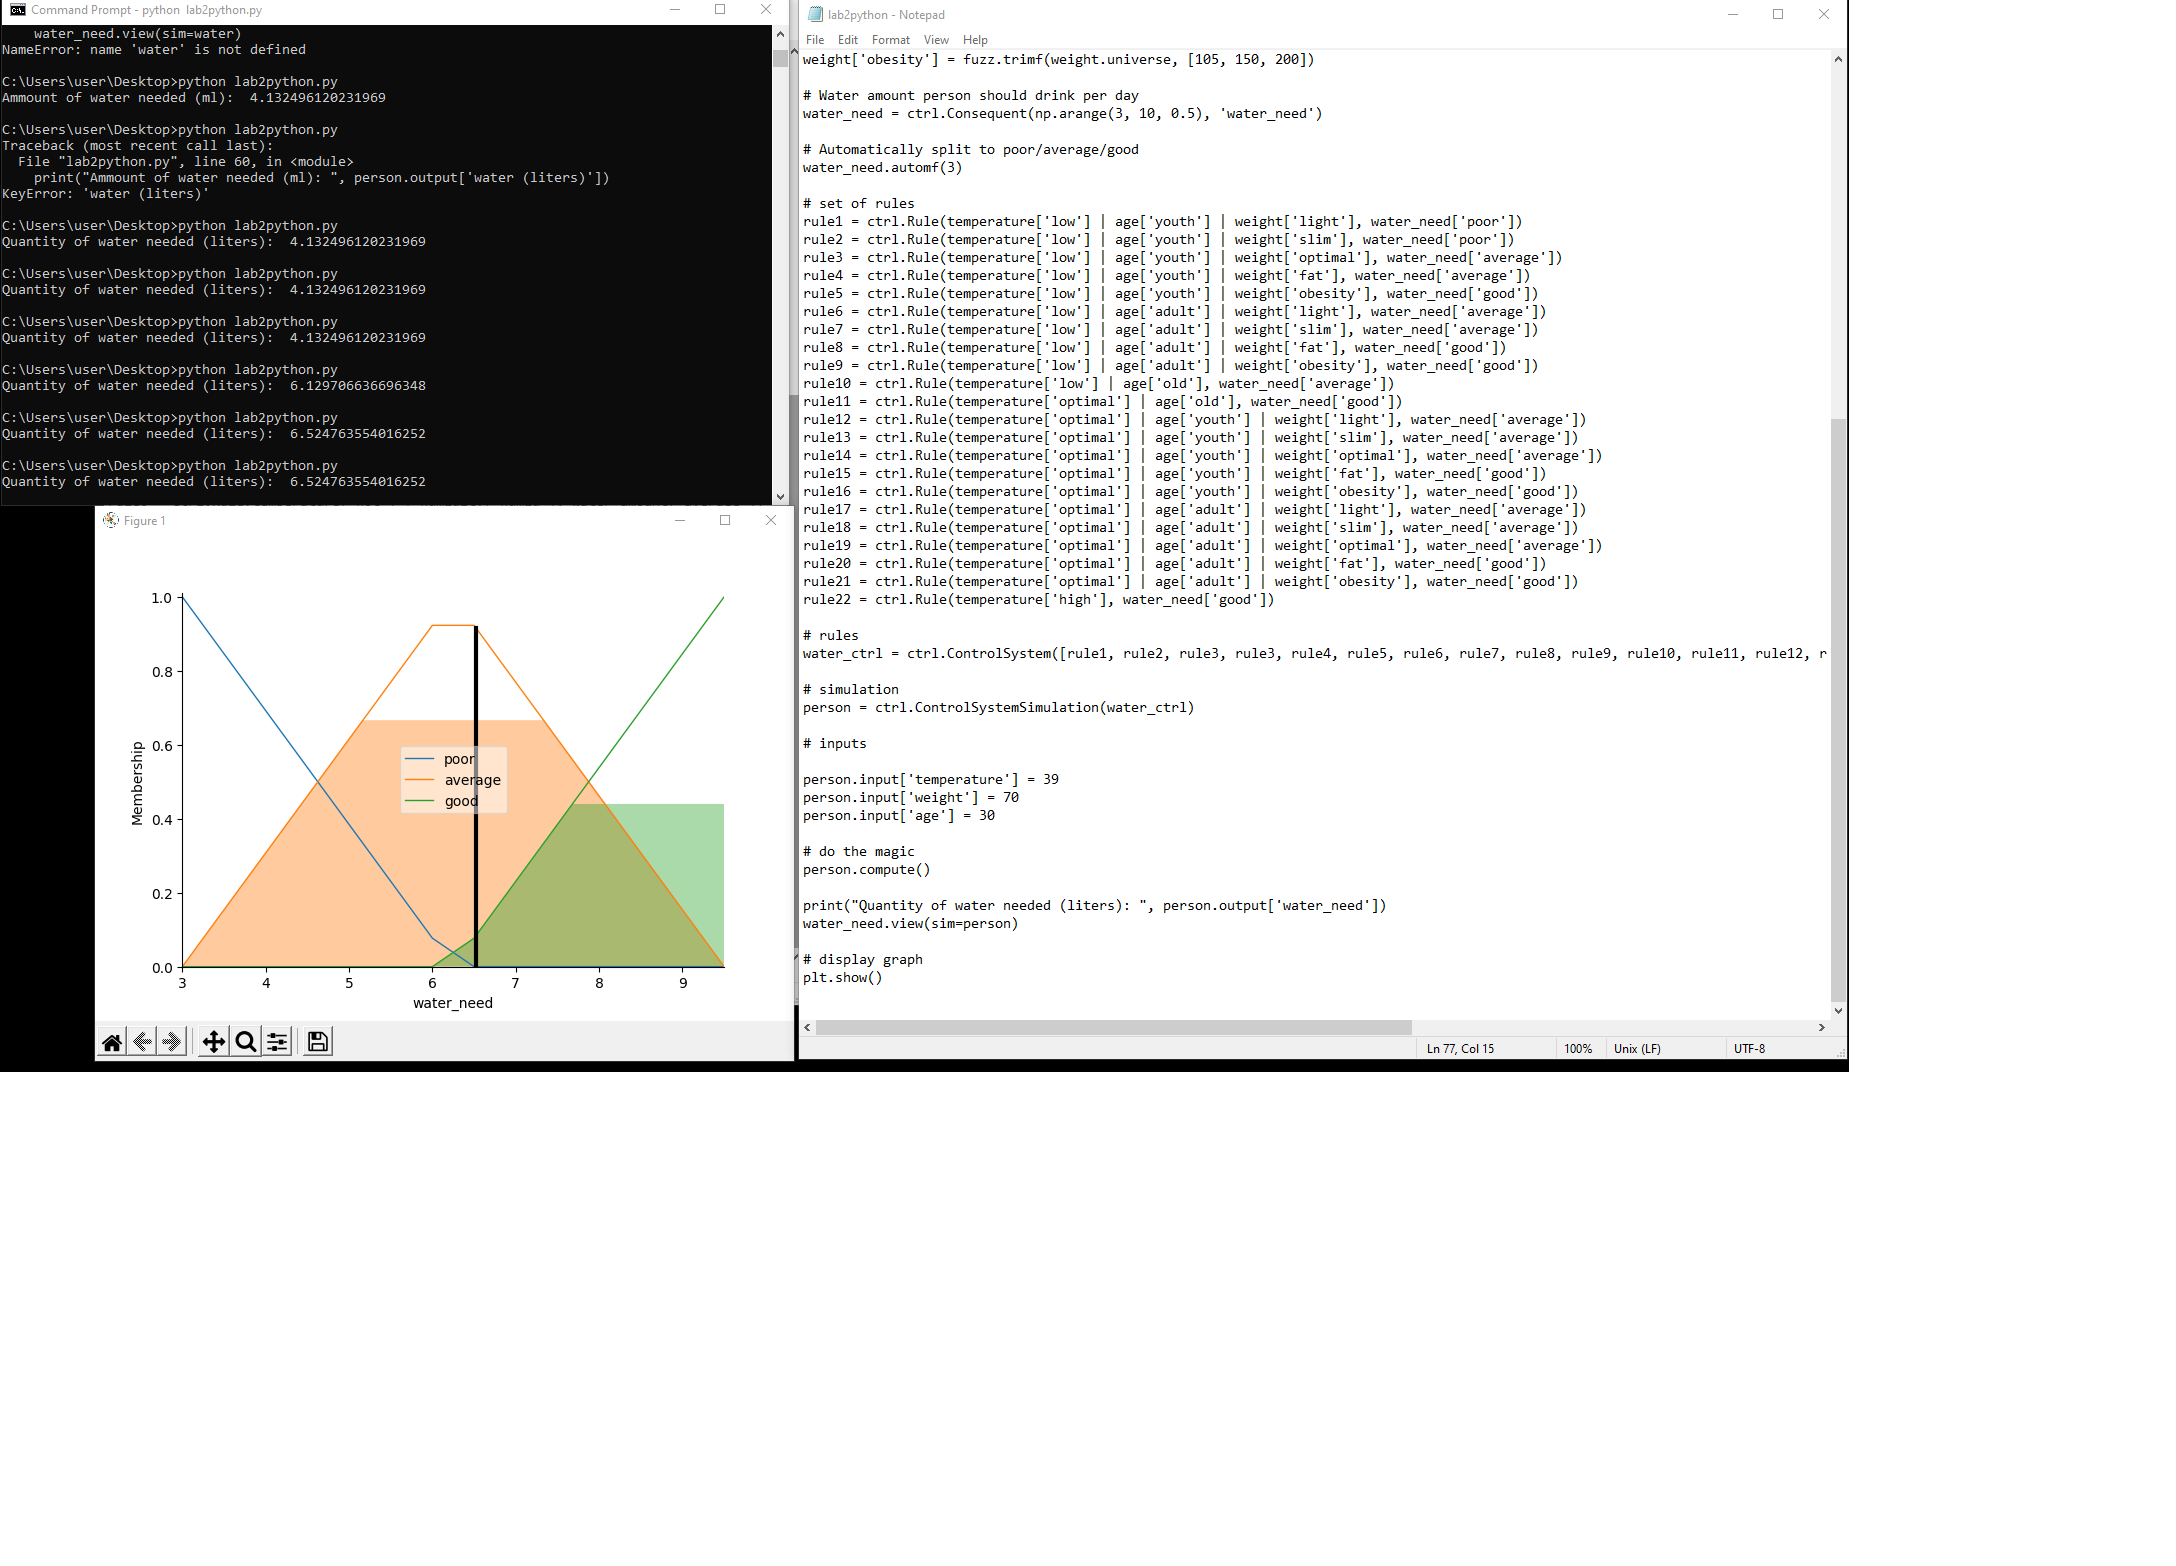 Command Prompt - python  lab2python.py
    water_need.view(sim=water)
NameError: name 'water' is not defined
C:\Users\user\Desktop>python lab2python.py
Ammount of water needed (ml):  4.132496120231969
C:\Users\user\Desktop>python lab2python.py
Traceback (most recent call last):
  File "lab2python.py", line 60, in <module>
    print("Ammount of water needed (ml): ", person.output['water (liters)'])
KeyError: 'water (liters)'
C:\Users\user\Desktop>python lab2python.py
Quantity of water needed (liters):  4.132496120231969
C:\Users\user\Desktop>python lab2python.py
Quantity of water needed (liters):  4.132496120231969
C:\Users\user\Desktop>python lab2python.py
Quantity of water needed (liters):  4.132496120231969
C:\Users\user\Desktop>python lab2python.py
Quantity of water needed (liters):  6.129706636696348
C:\Users\user\Desktop>python lab2python.py
Quantity of water needed (liters):  6.524763554016252
C:\Users\user\Desktop>python lab2python.py
Quantity of water needed (liters):  6.524763554016252
Figure 1
1.0
0.8
0.6
0.4
0.2
0.0
Membership
poor
average
good
3 4 5 6 7 8 9
water_need
lab2python - Notepad
File Edit Format View Help
weight['obesity'] = fuzz.trimf(weight.universe, [105, 150, 200])
# Water amount person should drink per day
water_need = ctrl.Consequent(np.arange(3, 10, 0.5), 'water_need')
# Automatically split to poor/average/good
water_need.automf(3)
# set of rules
rule1 = ctrl.Rule(temperature['low'] | age['youth'] | weight['light'], water_need['poor'])
rule2 = ctrl.Rule(temperature['low'] | age['youth'] | weight['slim'], water_need['poor'])
rule3 = ctrl.Rule(temperature['low'] | age['youth'] | weight['optimal'], water_need['average'])
rule4 = ctrl.Rule(temperature['low'] | age['youth'] | weight['fat'], water_need['average'])
rule5 = ctrl.Rule(temperature['low'] | age['youth'] | weight['obesity'], water_need['good'])
rule6 = ctrl.Rule(temperature['low'] | age['adult'] | weight['light'], water_need['average'])
rule7 = ctrl.Rule(temperature['low'] | age['adult'] | weight['slim'], water_need['average'])
rule8 = ctrl.Rule(temperature['low'] | age['adult'] | weight['fat'], water_need['good'])
rule9 = ctrl.Rule(temperature['low'] | age['adult'] | weight['obesity'], water_need['good'])
rule10 = ctrl.Rule(temperature['low'] | age['old'], water_need['average'])
rule11 = ctrl.Rule(temperature['optimal'] | age['old'], water_need['good'])
rule12 = ctrl.Rule(temperature['optimal'] | age['youth'] | weight['light'], water_need['average'])
rule13 = ctrl.Rule(temperature['optimal'] | age['youth'] | weight['slim'], water_need['average'])
rule14 = ctrl.Rule(temperature['optimal'] | age['youth'] | weight['optimal'], water_need['average'])
rule15 = ctrl.Rule(temperature['optimal'] | age['youth'] | weight['fat'], water_need['good'])
rule16 = ctrl.Rule(temperature['optimal'] | age['youth'] | weight['obesity'], water_need['good'])
rule17 = ctrl.Rule(temperature['optimal'] | age['adult'] | weight['light'], water_need['average'])
rule18 = ctrl.Rule(temperature['optimal'] | age['adult'] | weight['slim'], water_need['average'])
rule19 = ctrl.Rule(temperature['optimal'] | age['adult'] | weight['optimal'], water_need['average'])
rule20 = ctrl.Rule(temperature['optimal'] | age['adult'] | weight['fat'], water_need['good'])
rule21 = ctrl.Rule(temperature['optimal'] | age['adult'] | weight['obesity'], water_need['good'])
rule22 = ctrl.Rule(temperature['high'], water_need['good'])
# rules
water_ctrl = ctrl.ControlSystem([rule1, rule2, rule3, rule3, rule4, rule5, rule6, rule7, rule8, rule9, rule10, rule11, rule12, r
# simulation
person = ctrl.ControlSystemSimulation(water_ctrl)
# inputs
person.input['temperature'] = 39
person.input['weight'] = 70
person.input['age'] = 30
# do the magic
person.compute()
print("Quantity of water needed (liters): ", person.output['water_need'])
water_need.view(sim=person)
# display graph
plt.show()
Ln 77, Col 15 100% Unix (LF) UTF-8